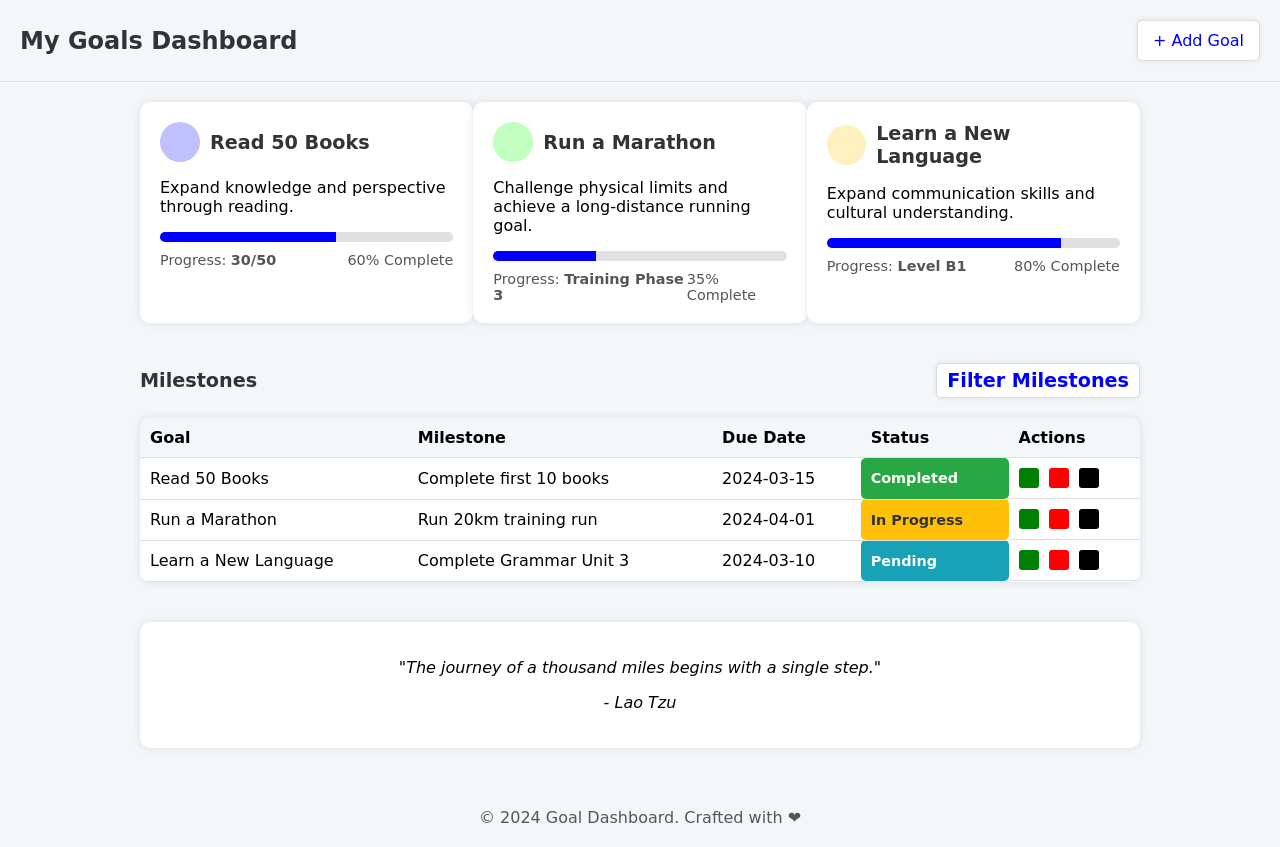 My Goals Dashboard
+ Add Goal
Read 50 Books
Expand knowledge and perspective
through reading.
Progress: 30/50 60% Complete
Run a Marathon
Challenge physical limits and
achieve a long-distance running
goal.
Progress: Training Phase 35%
3 Complete
Learn a New
Language
Expand communication skills and
cultural understanding.
Progress: Level B1 80% Complete
Milestones
Filter Milestones
Goal Milestone Due Date Status Actions
Read 50 Books Complete first 10 books 2024-03-15 Completed
Run a Marathon Run 20km training run 2024-04-01 In Progress
Learn a New Language Complete Grammar Unit 3 2024-03-10 Pending
"The journey of a thousand miles begins with a single step."
- Lao Tzu
© 2024 Goal Dashboard. Crafted with ❤